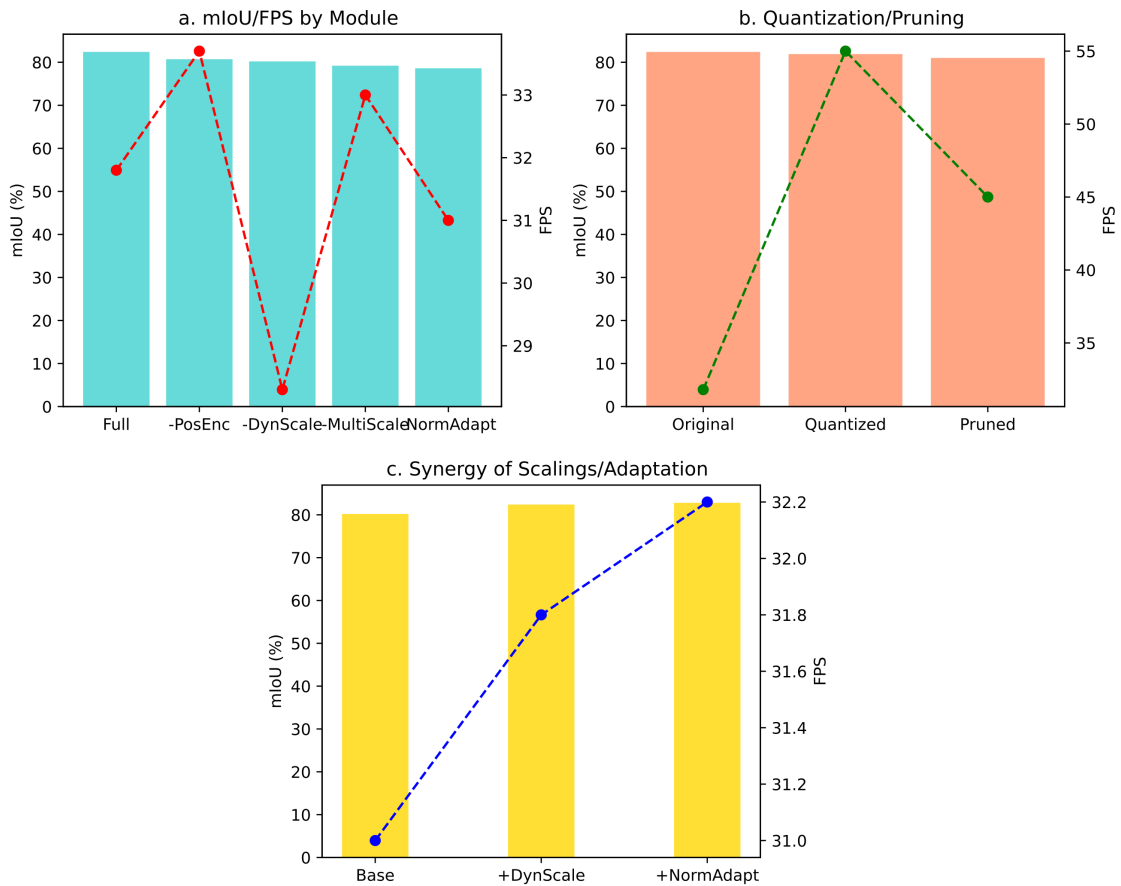 a. mIoU/FPS by Module
mIoU (%)
80
70
60
50
40
30
20
10
0
33
32
31
30
29
FPS
Full
-PosEnc
-DynScale
-MultiScale
NormAdapt
b. Quantization/Pruning
mIoU (%)
80
70
60
50
40
30
20
10
0
55
50
45
40
35
FPS
Original
Quantized
Pruned
c. Synergy of Scalings/Adaptation
mIoU (%)
80
70
60
50
40
30
20
10
0
32.2
32.0
31.8
31.6
31.4
31.2
31.0
FPS
Base
+DynScale
+NormAdapt